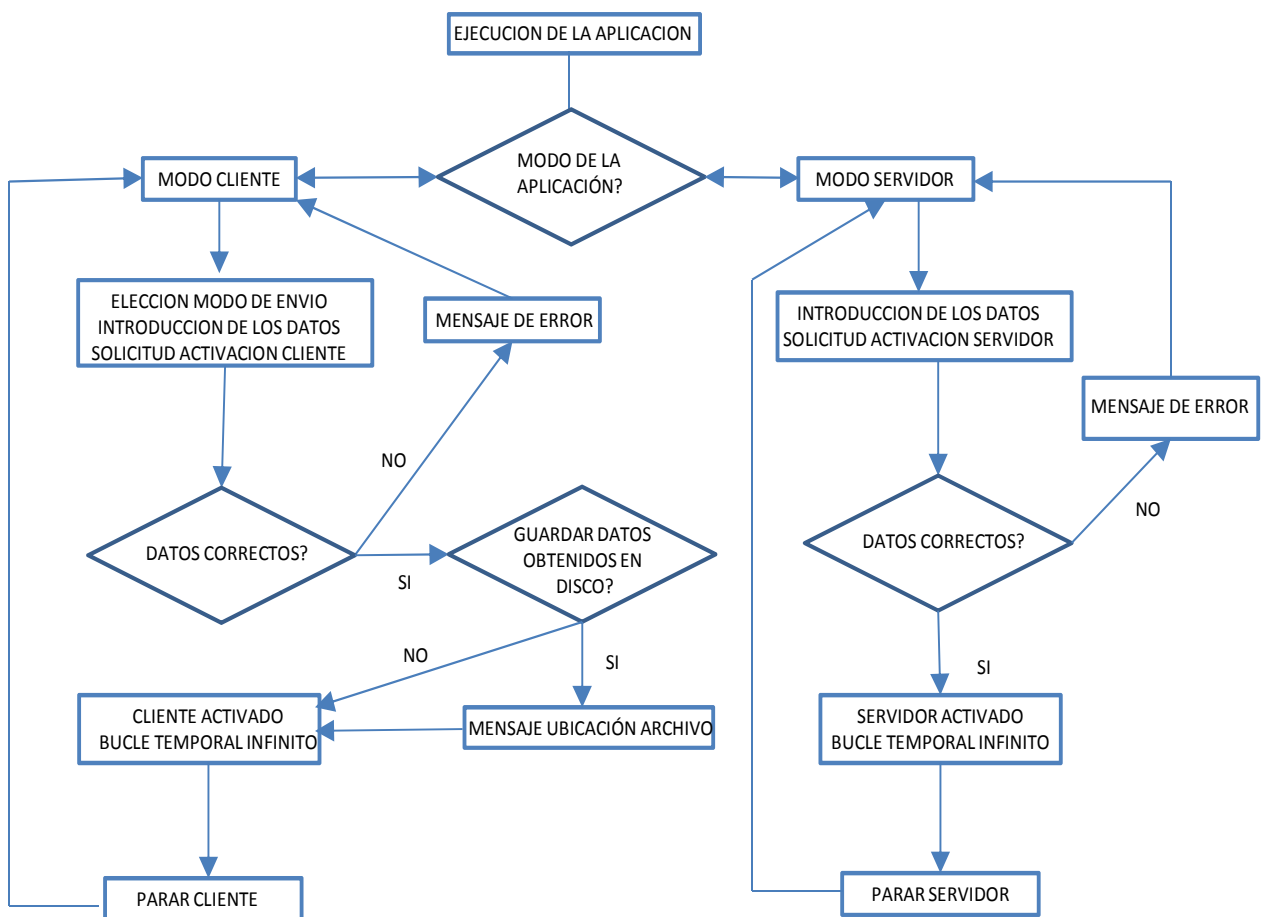 EJECUCION DE LA APLICACION
MODO DE LA
APLICACIÓN?
MODO CLIENTE
MODO SERVIDOR
ELECCION MODO DE ENVIO
INTRODUCCION DE LOS DATOS
SOLICITUD ACTIVACION CLIENTE
MENSAJE DE ERROR
INTRODUCCION DE LOS DATOS
SOLICITUD ACTIVACION SERVIDOR
MENSAJE DE ERROR
NO
NO
DATOS CORRECTOS?
SI
GUARDAR DATOS
OBTENIDOS EN
DISCO?
DATOS CORRECTOS?
NO
SI
SI
CLIENTE ACTIVADO
BUCLE TEMPORAL INFINITO
MENSAJE UBICACIÓN ARCHIVO
SERVIDOR ACTIVADO
BUCLE TEMPORAL INFINITO
PARAR CLIENTE
PARAR SERVIDOR